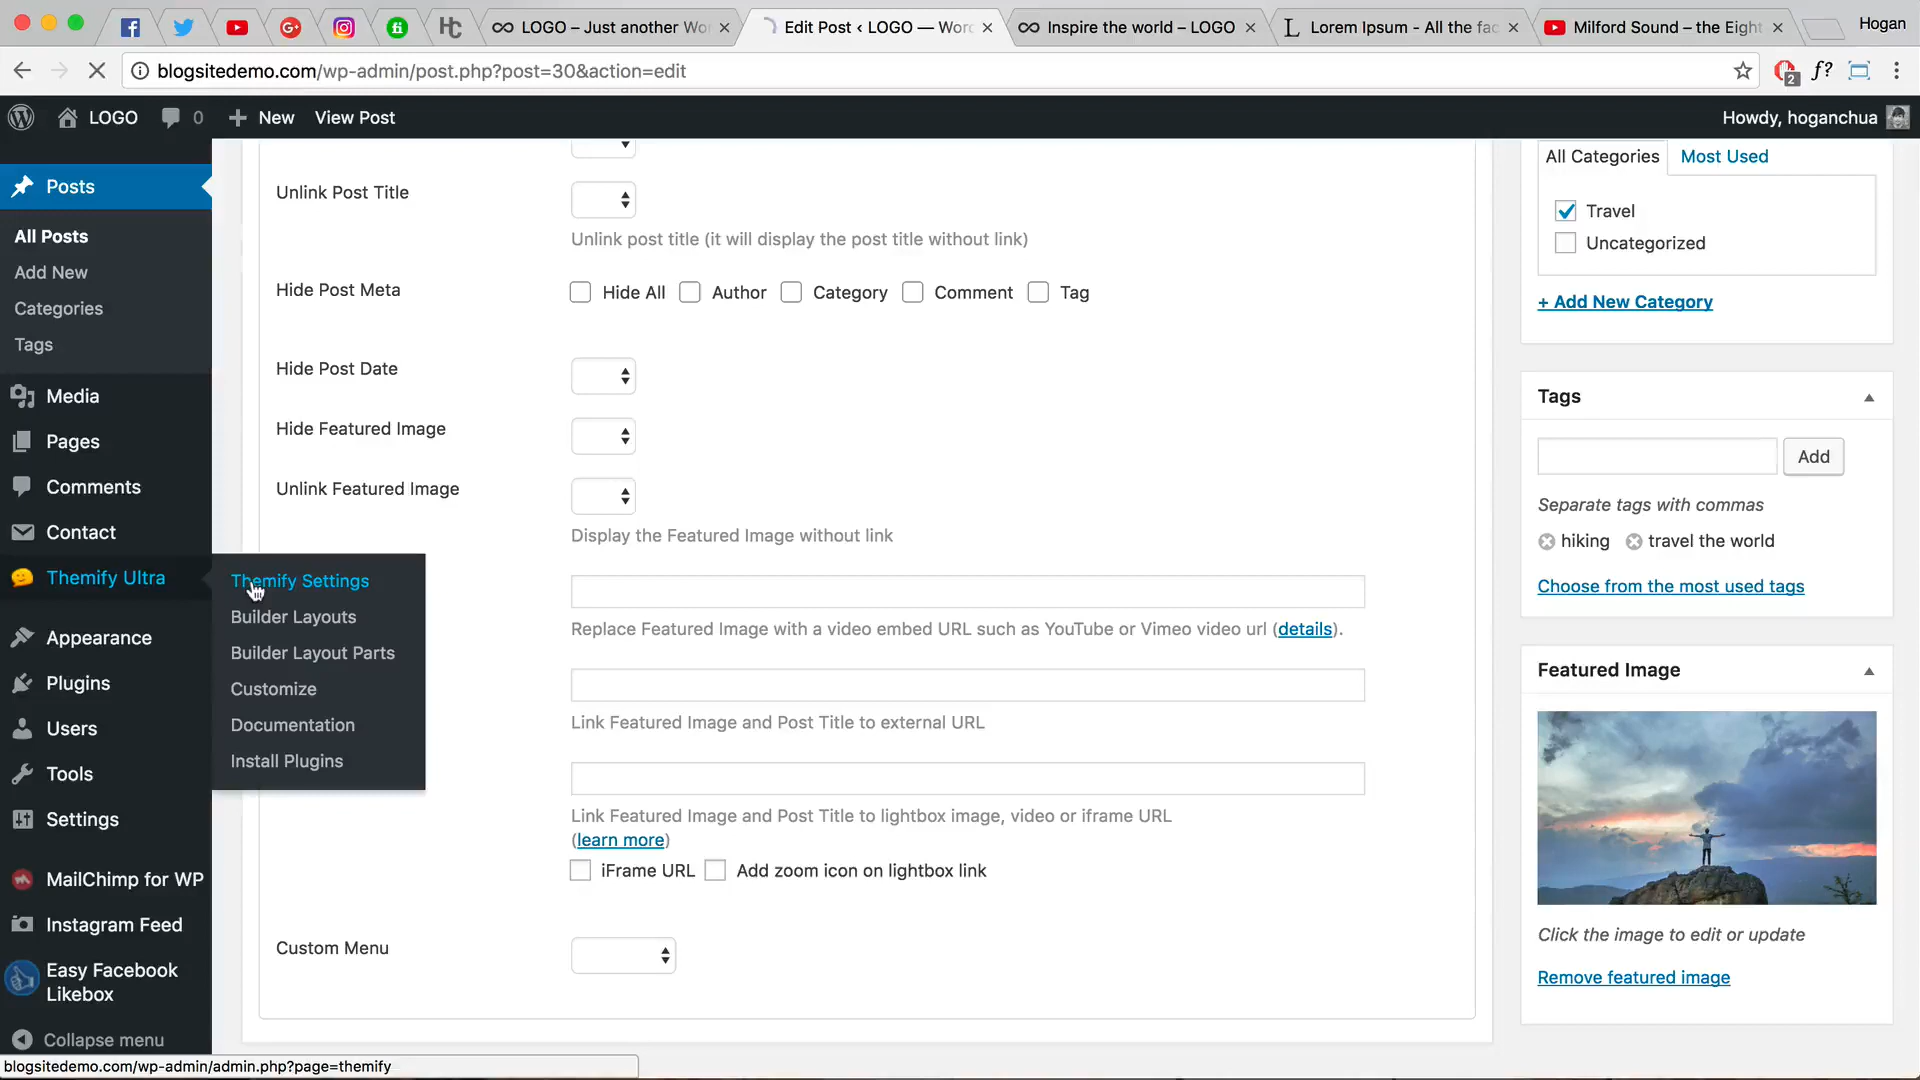 LOGO – Just another Wo
Edit Post ‹ LOGO — Word
Inspire the world – LOGO
Lorem Ipsum - All the fac
Milford Sound – the Eight
Hogan
blogsitedemo.com/wp-admin/post.php?post=30&action=edit
2
f?
LOGO
0
New
View Post
Howdy, hoganchua
Posts
All Posts
Add New
Categories
Tags
Media
Pages
Comments
Contact
Themify Ultra
Appearance
Plugins
Users
Tools
Settings
MailChimp for WP
Instagram Feed
Easy Facebook
Likebox
Collapse menu
Themify Settings
Builder Layouts
Builder Layout Parts
Customize
Documentation
Install Plugins
Unlink Post Title
Unlink post title (it will display the post title without link)
Hide Post Meta
Hide All Author Category Comment Tag
Hide Post Date
Hide Featured Image
Unlink Featured Image
Display the Featured Image without link
Replace Featured Image with a video embed URL such as YouTube or Vimeo video url (details).
Link Featured Image and Post Title to external URL
Link Featured Image and Post Title to lightbox image, video or iframe URL
(learn more)
iFrame URL Add zoom icon on lightbox link
Custom Menu
All Categories Most Used
Travel
Uncategorized
+ Add New Category
Tags
Add
Separate tags with commas
hiking travel the world
Choose from the most used tags
Featured Image
Click the image to edit or update
Remove featured image
blogsitedemo.com/wp-admin/admin.php?page=themify